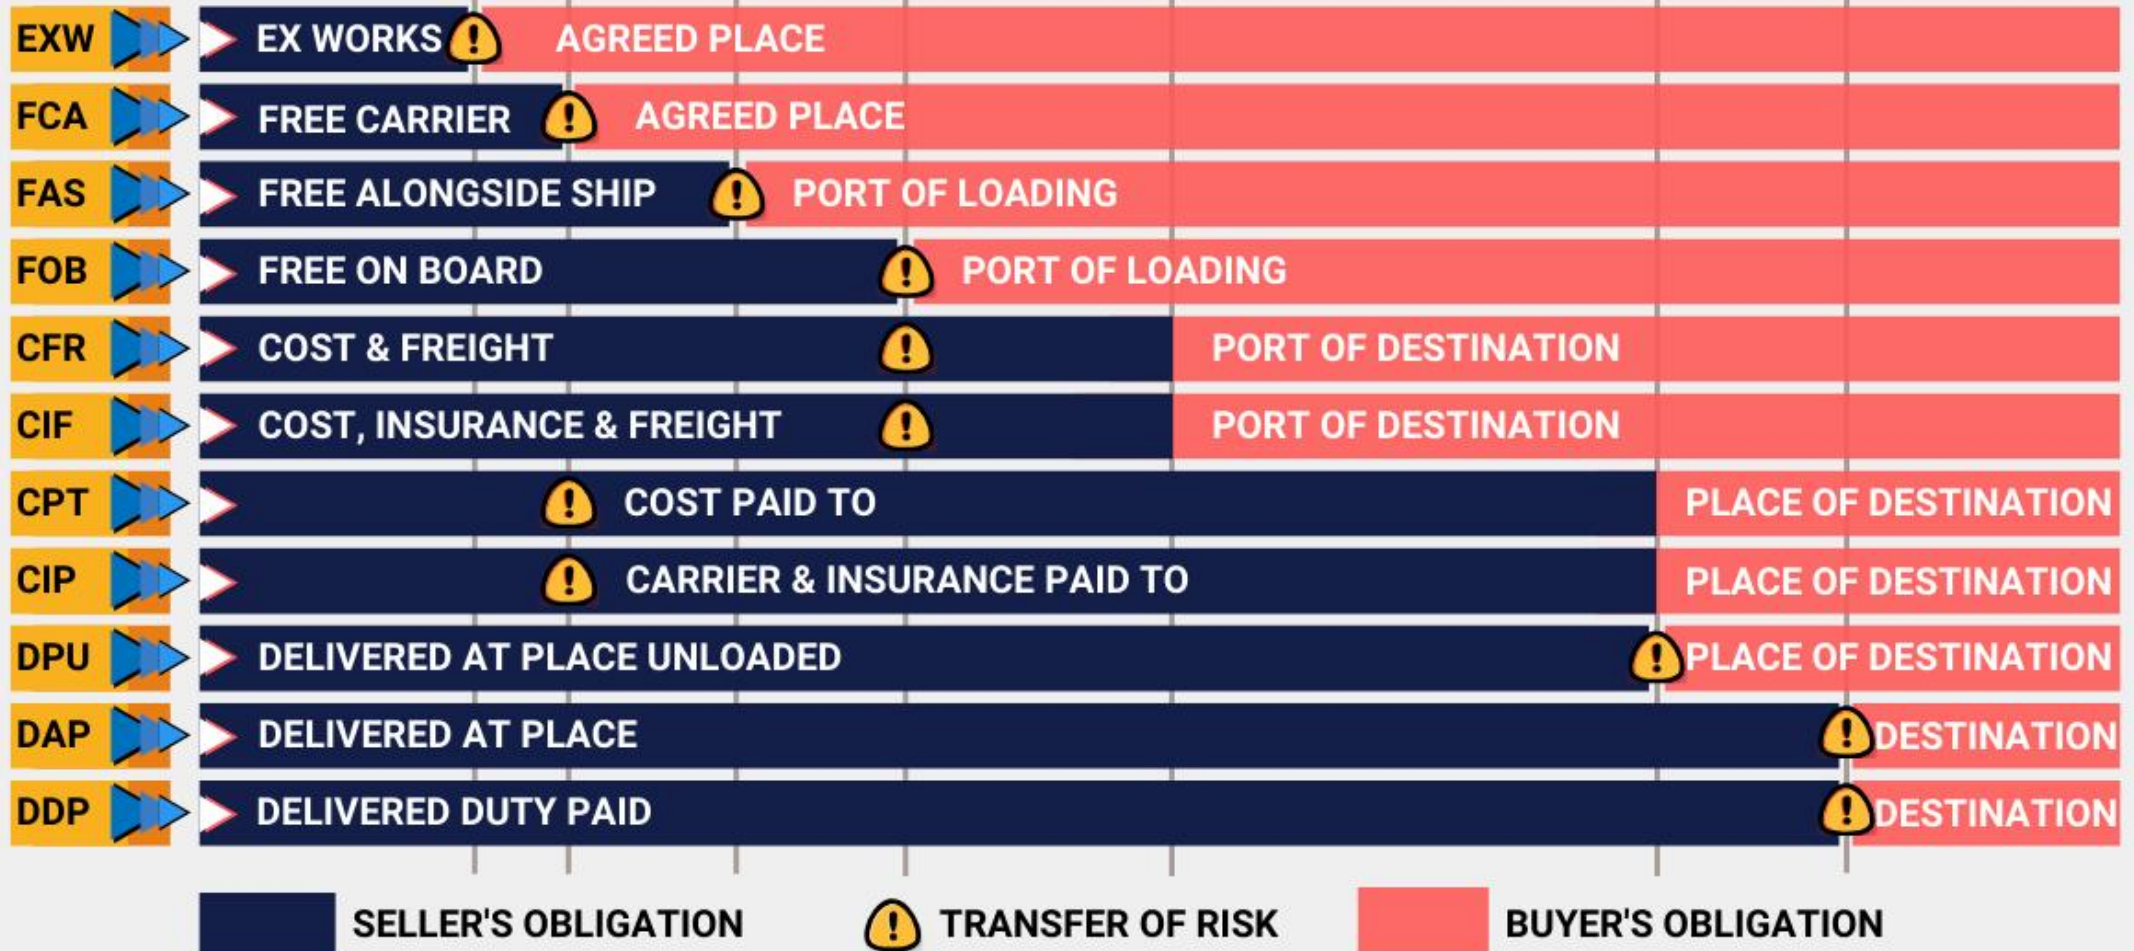 EXW EX WORKS ! AGREED PLACE
FCA FREE CARRIER ! AGREED PLACE
FAS FREE ALONGSIDE SHIP ! PORT OF LOADING
FOB FREE ON BOARD ! PORT OF LOADING
CFR COST & FREIGHT ! PORT OF DESTINATION
CIF COST, INSURANCE & FREIGHT ! PORT OF DESTINATION
CPT ! COST PAID TO PLACE OF DESTINATION
CIP ! CARRIER & INSURANCE PAID TO PLACE OF DESTINATION
DPU DELIVERED AT PLACE UNLOADED ! PLACE OF DESTINATION
DAP DELIVERED AT PLACE ! DESTINATION
DDP DELIVERED DUTY PAID ! DESTINATION
SELLER'S OBLIGATION ! TRANSFER OF RISK BUYER'S OBLIGATION